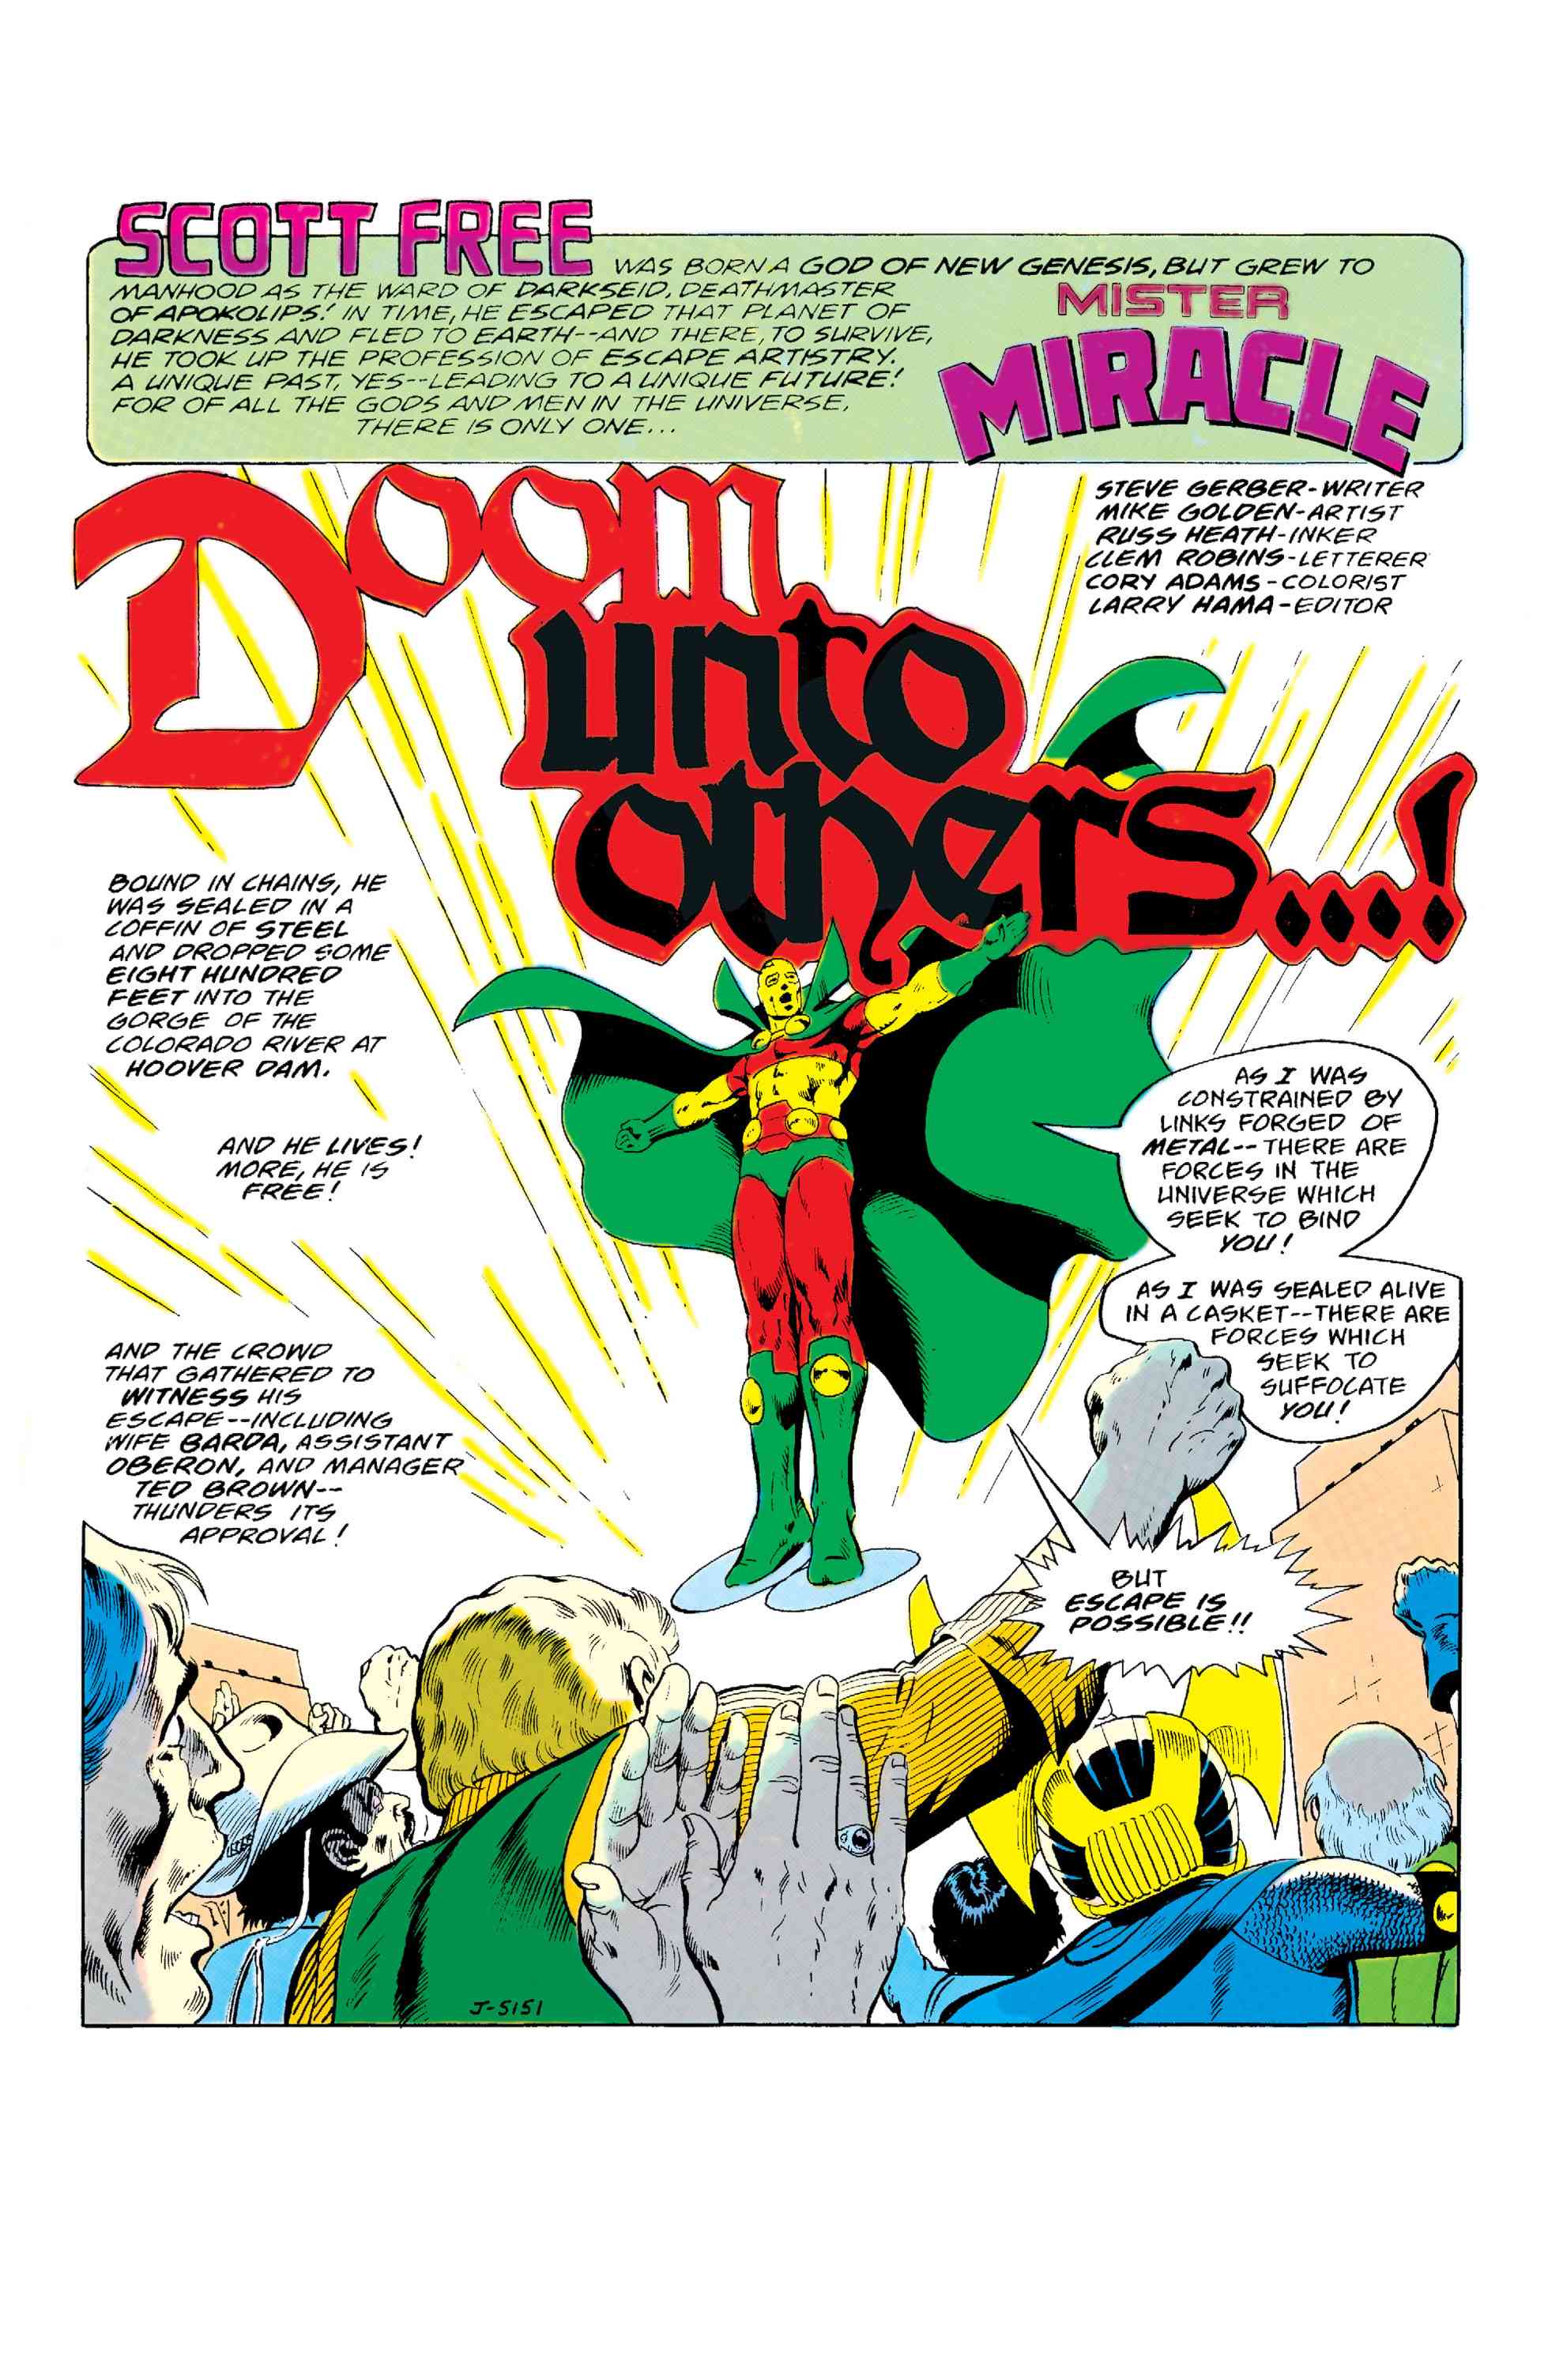 SCOTT FREE WAS BORN A GOD OF NEW GENESIS, BUT GREW TO
MANHOOD AS THE WARD OF DARKSEID, DEATHMASTER
OF APOKOLIPS! IN TIME, HE ESCAPED THAT PLANET OF
DARKNESS AND FLED TO EARTH--AND THERE, TO SURVIVE,
HE TOOK UP THE PROFESSION OF ESCAPE ARTISTRY.
A UNIQUE PAST, YES--LEADING TO A UNIQUE FUTURE!
FOR OF ALL THE GODS AND MEN IN THE UNIVERSE,
THERE IS ONLY ONE...
MISTER
MIRACLE
STEVE GERBER-WRITER
MIKE GOLDEN-ARTIST
RUSS HEATH-INKER
CLEM ROBINS-LETTERER
CORY ADAMS-COLORIST
LARRY HAMA-EDITOR
Doom
unto
others...!
BOUND IN CHAINS, HE
WAS SEALED IN A
COFFIN OF STEEL
AND DROPPED SOME
EIGHT HUNDRED
FEET INTO THE
GORGE OF THE
COLORADO RIVER AT
HOOVER DAM.
AND HE LIVES!
MORE, HE IS
FREE!
AND THE CROWD
THAT GATHERED TO
WITNESS HIS
ESCAPE--INCLUDING
WIFE BARDA, ASSISTANT
OBERON, AND MANAGER
TED BROWN--
THUNDERS ITS
APPROVAL!
AS I WAS
CONSTRAINED BY
LINKS FORGED OF
METAL--THERE ARE
FORCES IN THE
UNIVERSE WHICH
SEEK TO BIND
YOU!
AS I WAS SEALED ALIVE
IN A CASKET--THERE ARE
FORCES WHICH
SEEK TO
SUFFOCATE
YOU!
BUT
ESCAPE IS
POSSIBLE!!
J-5151